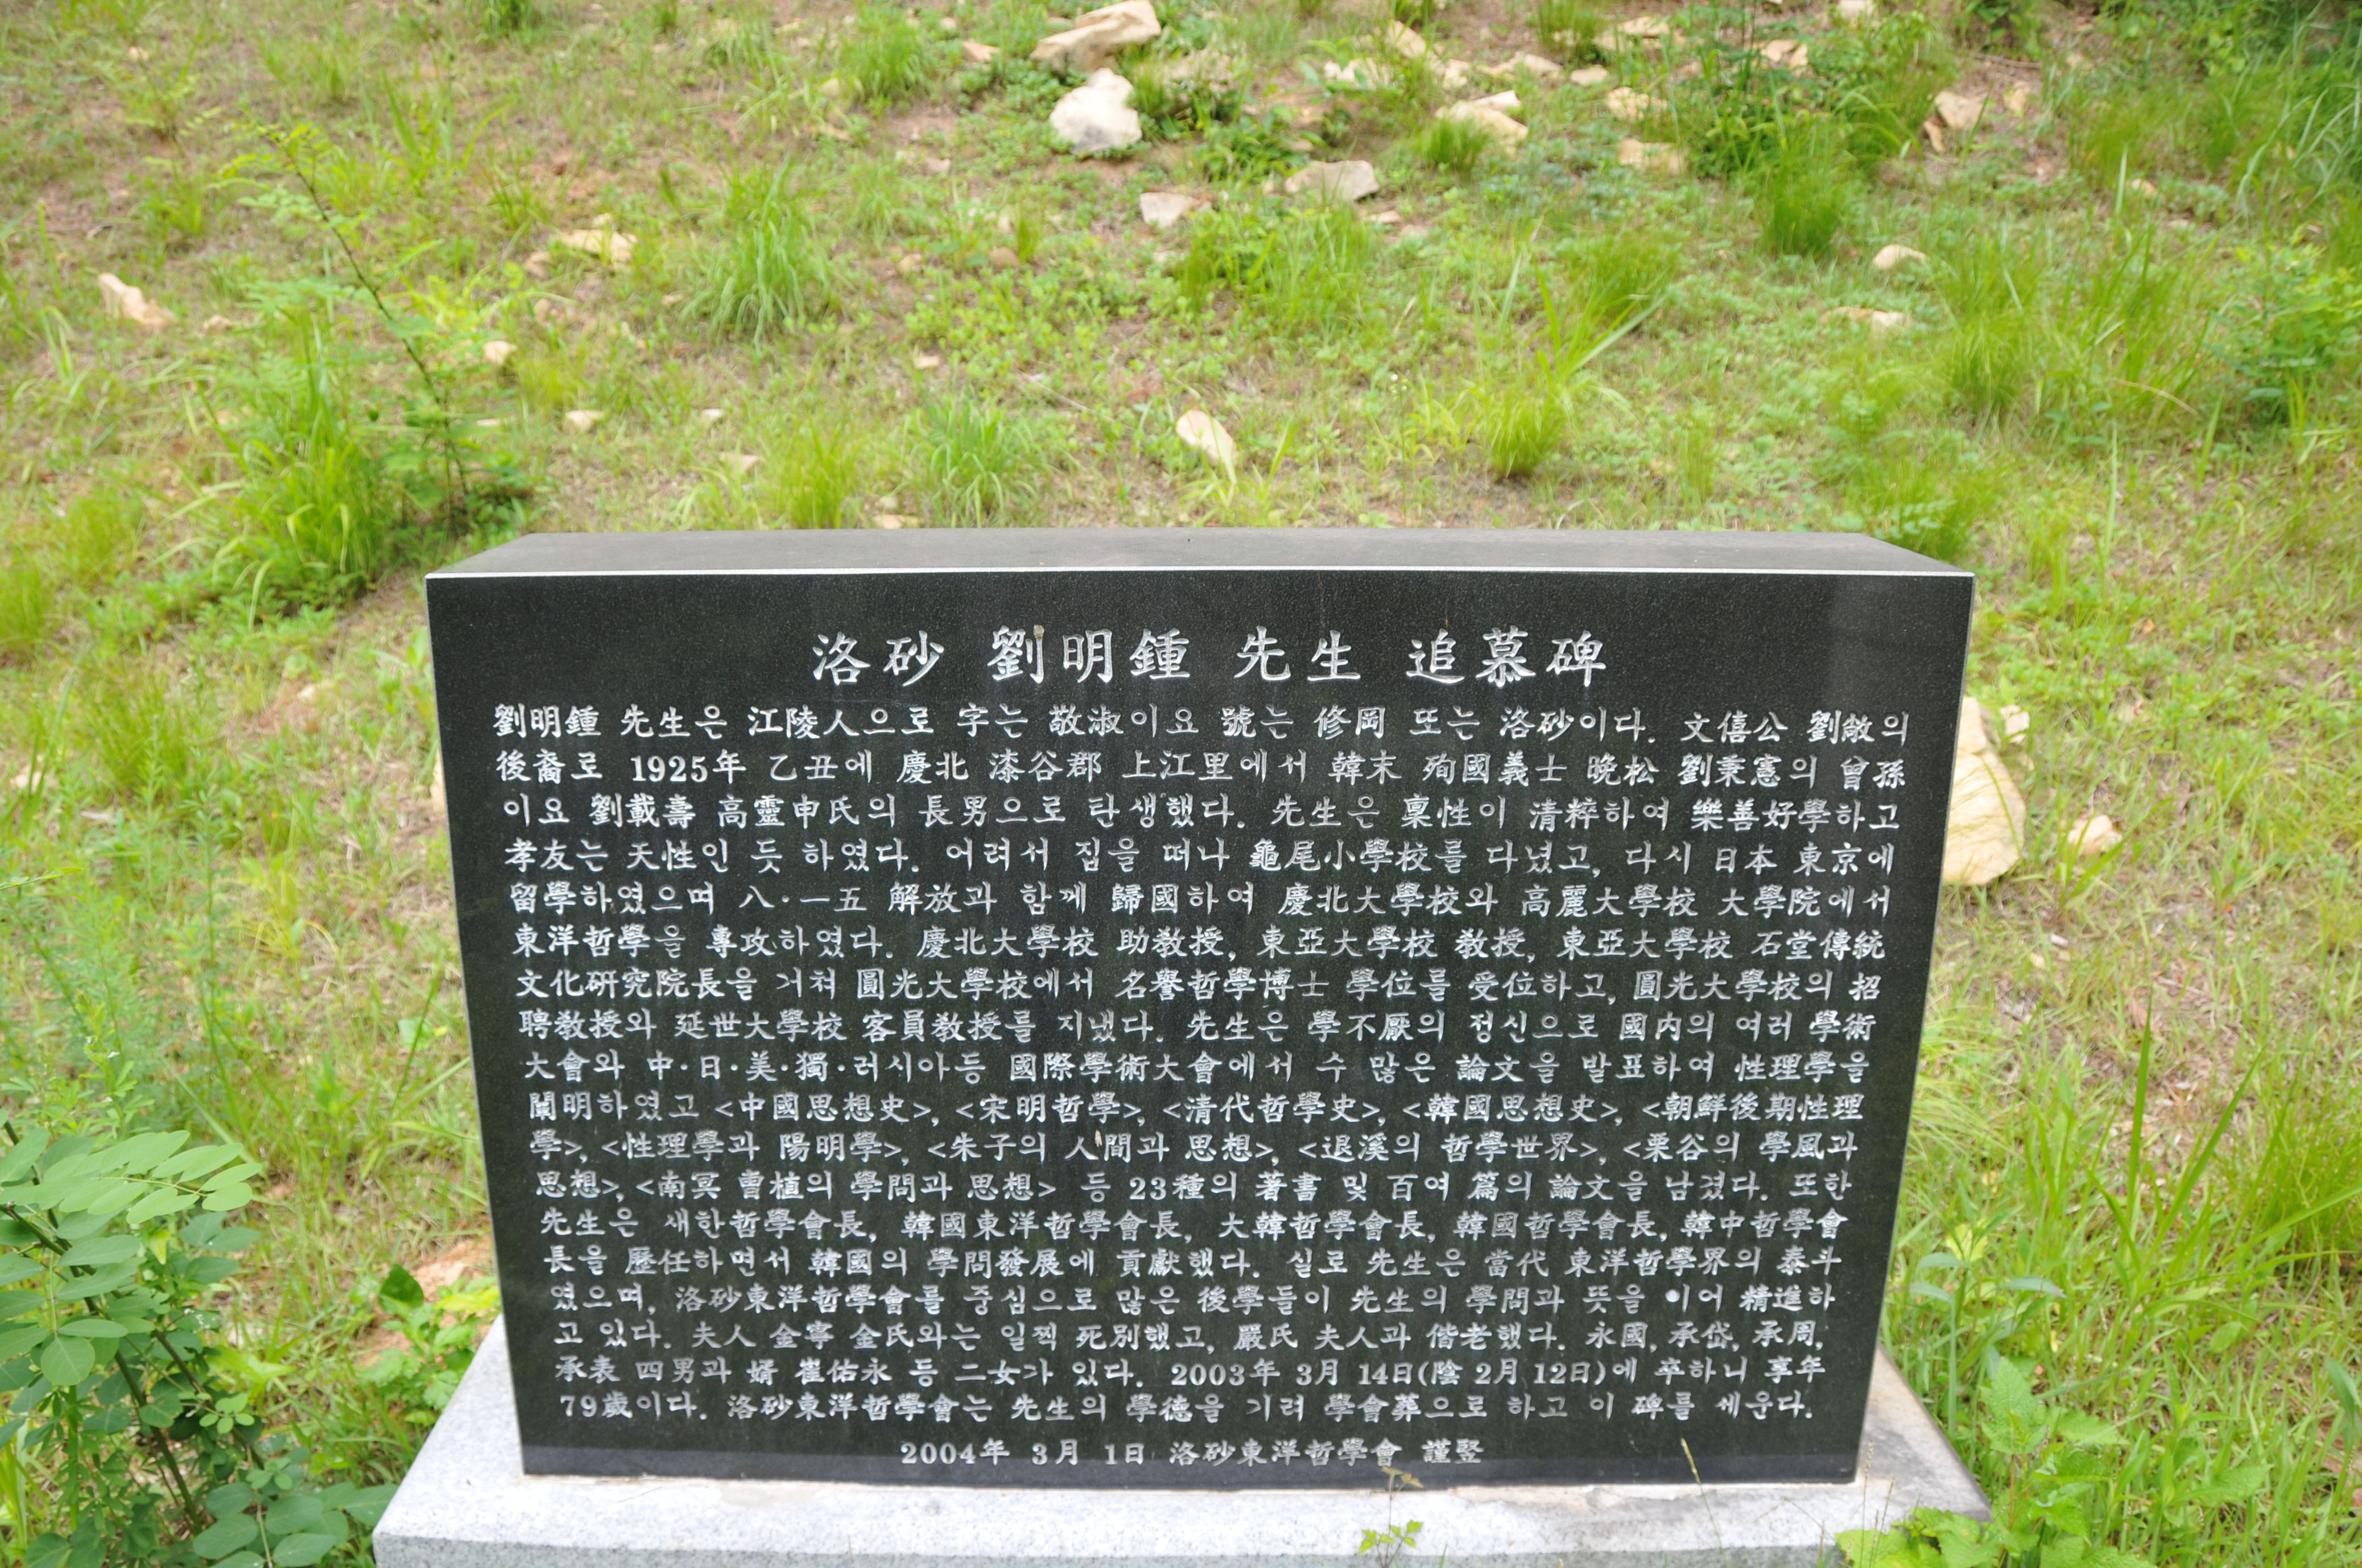 洛砂 劉明鍾 先生 追慕碑
劉明鍾 先生은 江陵人으로 字는 敬淑이요 號는 修岡 또는 洛砂이다. 文僖公 劉敞의
後裔로 1925年 乙丑에 慶北 漆谷郡 上江里에서 韓末 殉國義士 晩松 劉秉憲의 曾孫
이요 劉載壽 高靈申氏의 長男으로 탄생했다. 先生은 稟性이 清粹하여 樂善好學하고
孝友는 天性인 듯 하였다. 어려서 집을 떠나 龜尾小學校를 다녔고, 다시 日本 東京에
留學하였으며 八·一五 解放과 함께 歸國하여 慶北大學校와 高麗大學校 大學院에서
東洋哲學을 專攻하였다. 慶北大學校 助敎授, 東亞大學校 敎授, 東亞大學校 石堂傳統
文化硏究院長을 거쳐 圓光大學校에서 名譽哲學博士 學位를 受位하고, 圓光大學校의 招
聘敎授와 延世大學校 客員敎授를 지냈다. 先生은 學不厭의 정신으로 國內의 여러 學術
大會와 中·日·美·獨·러시아등 國際學術大會에서 수 많은 論文을 발표하여 性理學을
闡明하였고 <中國思想史>, <宋明哲學>, <清代哲學史>, <韓國思想史>, <朝鮮後期性理
學>, <性理學과 陽明學>, <朱子의 人間과 思想>, <退溪의 哲學世界>, <栗谷의 學風과
思想>, <南冥 曺植의 學問과 思想> 等 23種의 著書 및 百여 篇의 論文을 남겼다. 또한
先生은 새한哲學會長, 韓國東洋哲學會長, 大韓哲學會長, 韓國哲學會長, 韓中哲學會
長을 歷任하면서 韓國의 學問發展에 貢獻했다. 실로 先生은 當代 東洋哲學界의 泰斗
였으며, 洛砂東洋哲學會를 중심으로 많은 後學들이 先生의 學問과 뜻을 이어 精進하
고 있다. 夫人 金寧 金氏와는 일찍 死別했고, 嚴氏 夫人과 偕老했다. 永國, 承岱, 承周,
承表 四男과 婿 崔佑永 등 二女가 있다. 2003年 3月 14日(陰 2月 12日)에 卒하니 享年
79歲이다. 洛砂東洋哲學會는 先生의 學德을 기려 學會葬으로 하고 이 碑를 세운다.
2004年 3月 1日 洛砂東洋哲學會 謹竪